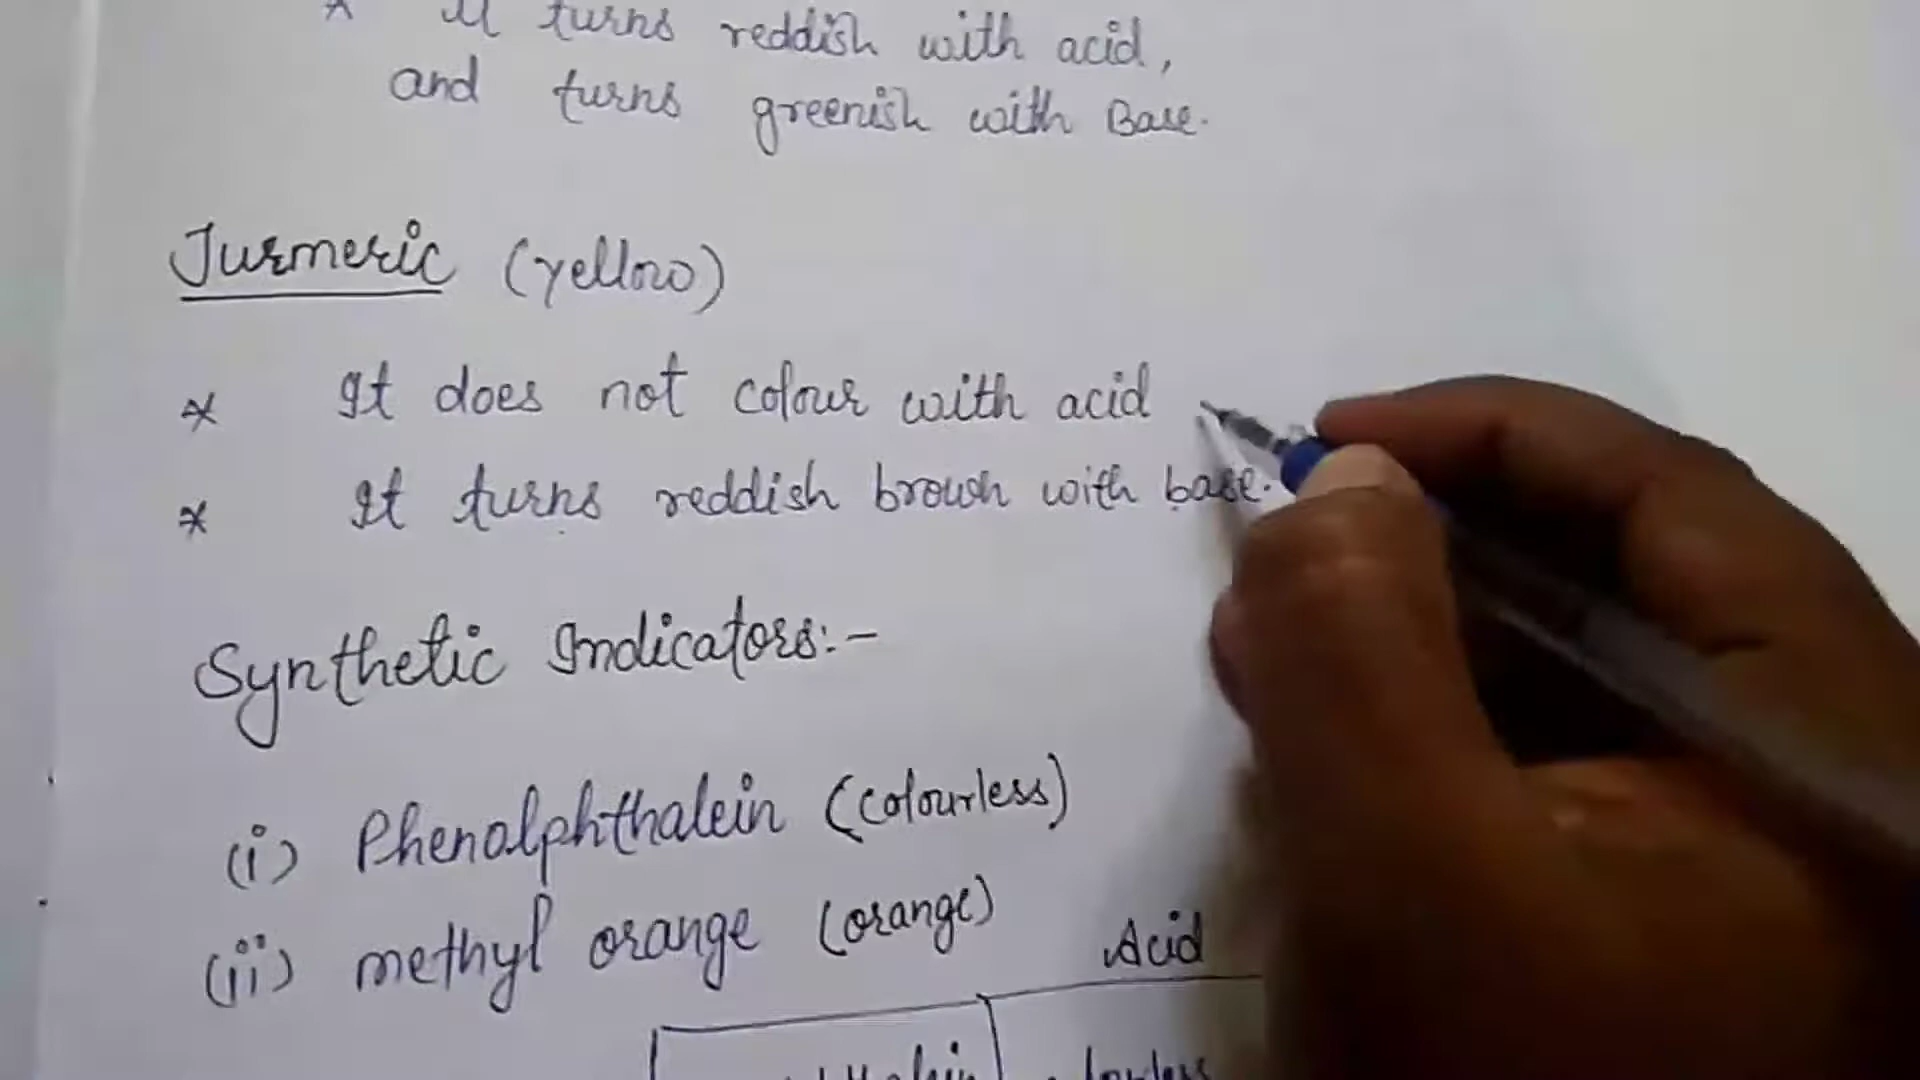 * It turns reddish with acid,
and turns greenish with Base.
Turmeric (yellow)
* It does not colour with acid
* It turns reddish brown with base.
Synthetic Indicators:-
(i) Phenolphthalein (colourless)
(ii) methyl orange (orange)
Acid